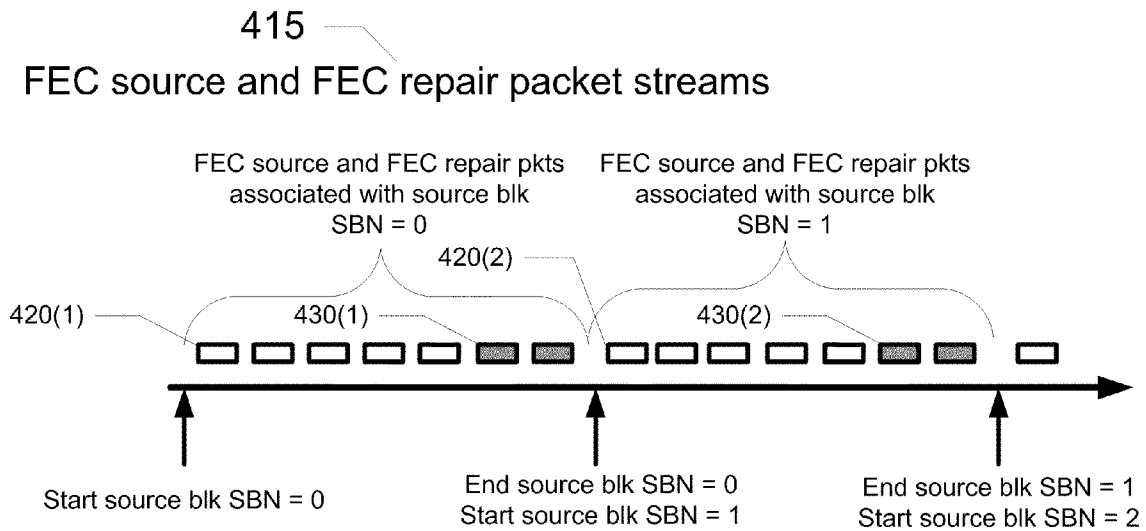 415
FEC source and FEC repair packet streams
FEC source and FEC repair pkts
associated with source blk
SBN = 0
FEC source and FEC repair pkts
associated with source blk
SBN = 1
420(1)
430(1)
420(2)
430(2)
Start source blk SBN = 0
End source blk SBN = 0
Start source blk SBN = 1
End source blk SBN = 1
Start source blk SBN = 2